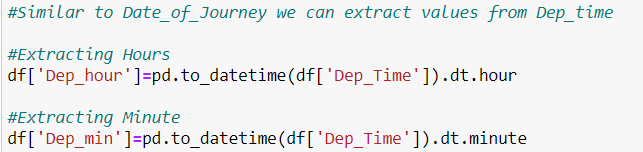 #Similar to Date_of_Journey we can extract values from Dep_time
#Extracting Hours
df['Dep_hour']=pd.to_datetime(df['Dep_Time']).dt.hour
#Extracting Minute
df['Dep_min']=pd.to_datetime(df['Dep_Time']).dt.minute